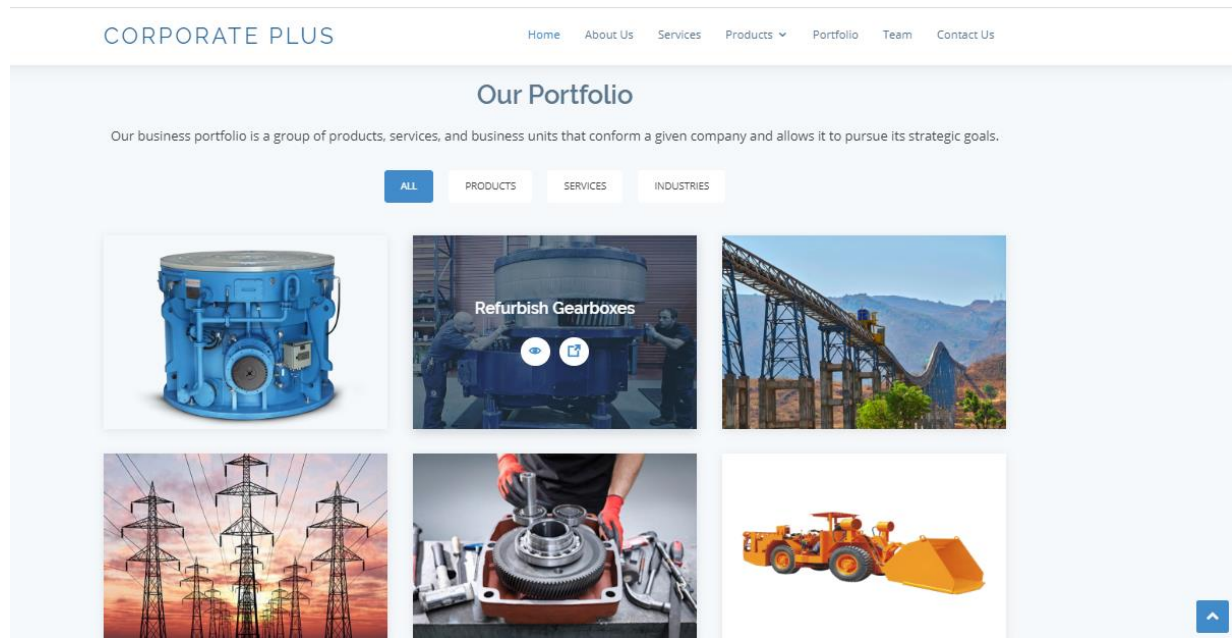 CORPORATE PLUS
Home About Us Services Products Portfolio Team Contact Us
Our Portfolio
Our business portfolio is a group of products, services, and business units that conform a given company and allows it to pursue its strategic goals.
ALL PRODUCTS SERVICES INDUSTRIES
Refurbish Gearboxes